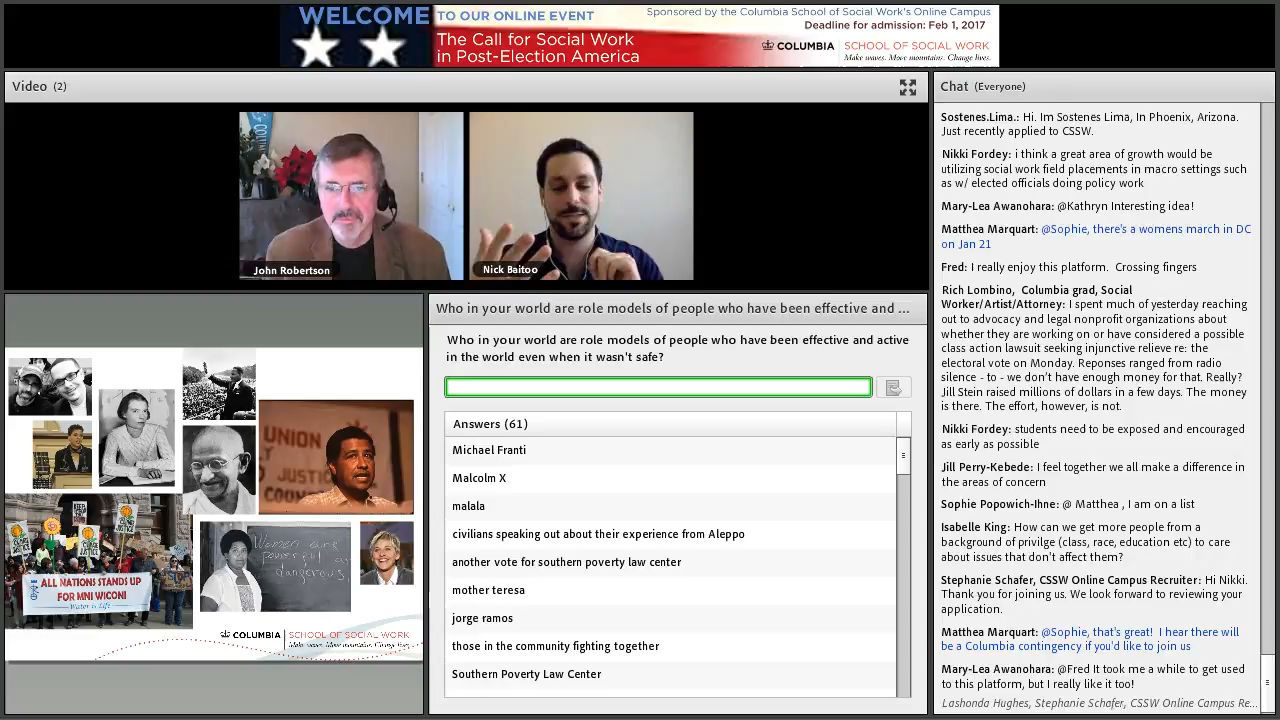 WELCOME TO OUR ONLINE EVENT
The Call for Social Work
in Post-Election America
Sponsored by the Columbia School of Social Work's Online Campus
Deadline for admission: Feb 1, 2017
COLUMBIA | SCHOOL OF SOCIAL WORK
Make waves. Move mountains. Change lives.
Video (2)
John Robertson
Nick Baitoo
UNION
JUSTICE
COUN
ALL NATIONS STANDS UP
FOR MNI WICONI
Water is Life
Women are
powerful &
dangerous.
COLUMBIA | SCHOOL OF SOCIAL WORK
Make waves. Move mountains. Change lives.
Who in your world are role models of people who have been effective and ...
Who in your world are role models of people who have been effective and active
in the world even when it wasn't safe?
Answers (61)
Michael Franti
Malcolm X
malala
civilians speaking out about their experience from Aleppo
another vote for southern poverty law center
mother teresa
jorge ramos
those in the community fighting together
Southern Poverty Law Center
Chat (Everyone)
Sostenes.Lima.: Hi. Im Sostenes Lima, In Phoenix, Arizona.
Just recently applied to CSSW.
Nikki Fordey: i think a great area of growth would be
utilizing social work field placements in macro settings such
as w/ elected officials doing policy work
Mary-Lea Awanohara: @Kathryn Interesting idea!
Matthea Marquart: @Sophie, there's a womens march in DC
on Jan 21
Fred: I really enjoy this platform. Crossing fingers
Rich Lombino, Columbia grad, Social
Worker/Artist/Attorney: I spent much of yesterday reaching
out to advocacy and legal nonprofit organizations about
whether they are working on or have considered a possible
class action lawsuit seeking injunctive relieve re: the
electoral vote on Monday. Reponses ranged from radio
silence - to - we don't have enough money for that. Really?
Jill Stein raised millions of dollars in a few days. The money
is there. The effort, however, is not.
Nikki Fordey: students need to be exposed and encouraged
as early as possible
Jill Perry-Kebede: I feel together we all make a difference in
the areas of concern
Sophie Popowich-Ihne: @ Matthea , I am on a list
Isabelle King: How can we get more people from a
background of privilge (class, race, education etc) to care
about issues that don't affect them?
Stephanie Schafer, CSSW Online Campus Recruiter: Hi Nikki.
Thank you for joining us. We look forward to reviewing your
application.
Matthea Marquart: @Sophie, that's great! I hear there will
be a Columbia contingency if you'd like to join us
Mary-Lea Awanohara: @Fred It took me a while to get used
to this platform, but I really like it too!
Lashonda Hughes, Stephanie Schafer, CSSW Online Campus Re...